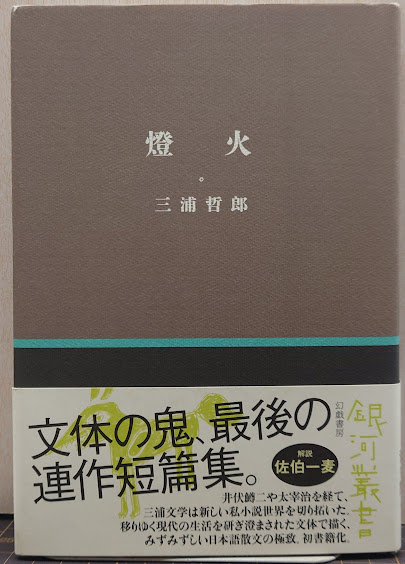 燈火
三浦哲郎
文体の鬼、最後の
連作短篇集。
解説
佐伯一麦
幻戯書房
銀河叢書
井伏鱒二や太宰治を経て、
三浦文学は新しい私小説世界を切り拓いた。
移りゆく現代の生活を研ぎ澄まされた文体で描く、
みずみずしい日本語散文の極致。初書籍化。